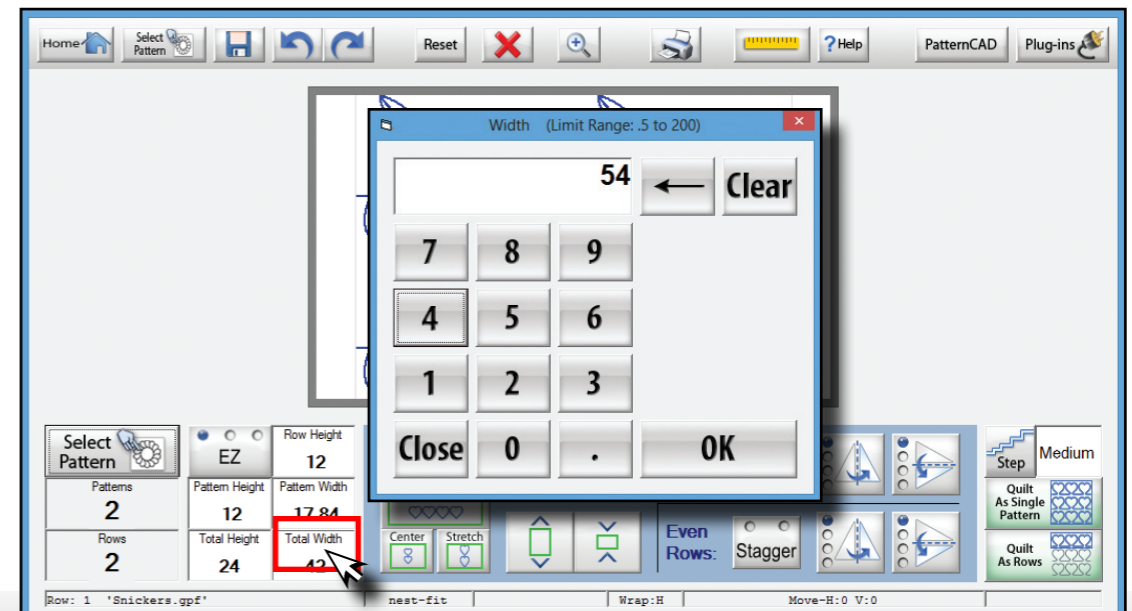 Home
Select
Pattern
Reset
?Help
PatternCAD
Plug-ins
Width (Limit Range: .5 to 200)
54
Clear
7 8 9
4 5 6
1 2 3
Close 0 . OK
Select
Pattern
EZ
Row Height
12
Patterns
2
Pattern Height
12
Pattern Width
17.84
Rows
2
Total Height
24
Total Width
42
Center
Stretch
Even
Rows:
Stagger
Step
Medium
Quilt
As Single
Pattern
Quilt
As Rows
Row: 1 'Snickers.gpf'
nest-fit
Wrap:H
Move-H:0 V:0